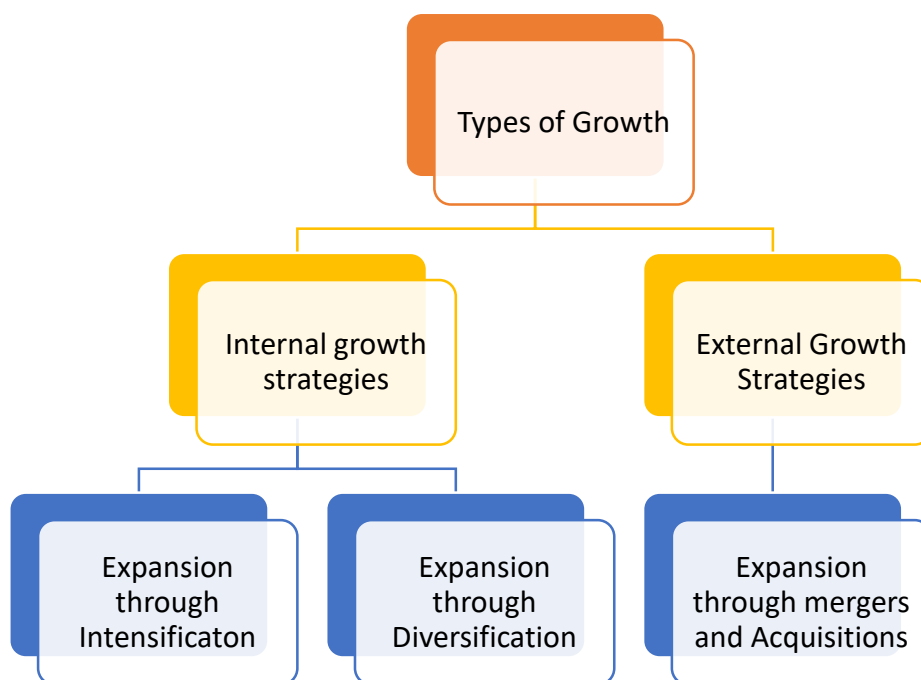 Types of Growth
Internal growth
strategies
External Growth
Strategies
Expansion
through
Intensificaton
Expansion
through
Diversification
Expansion
through mergers
and Acquisitions